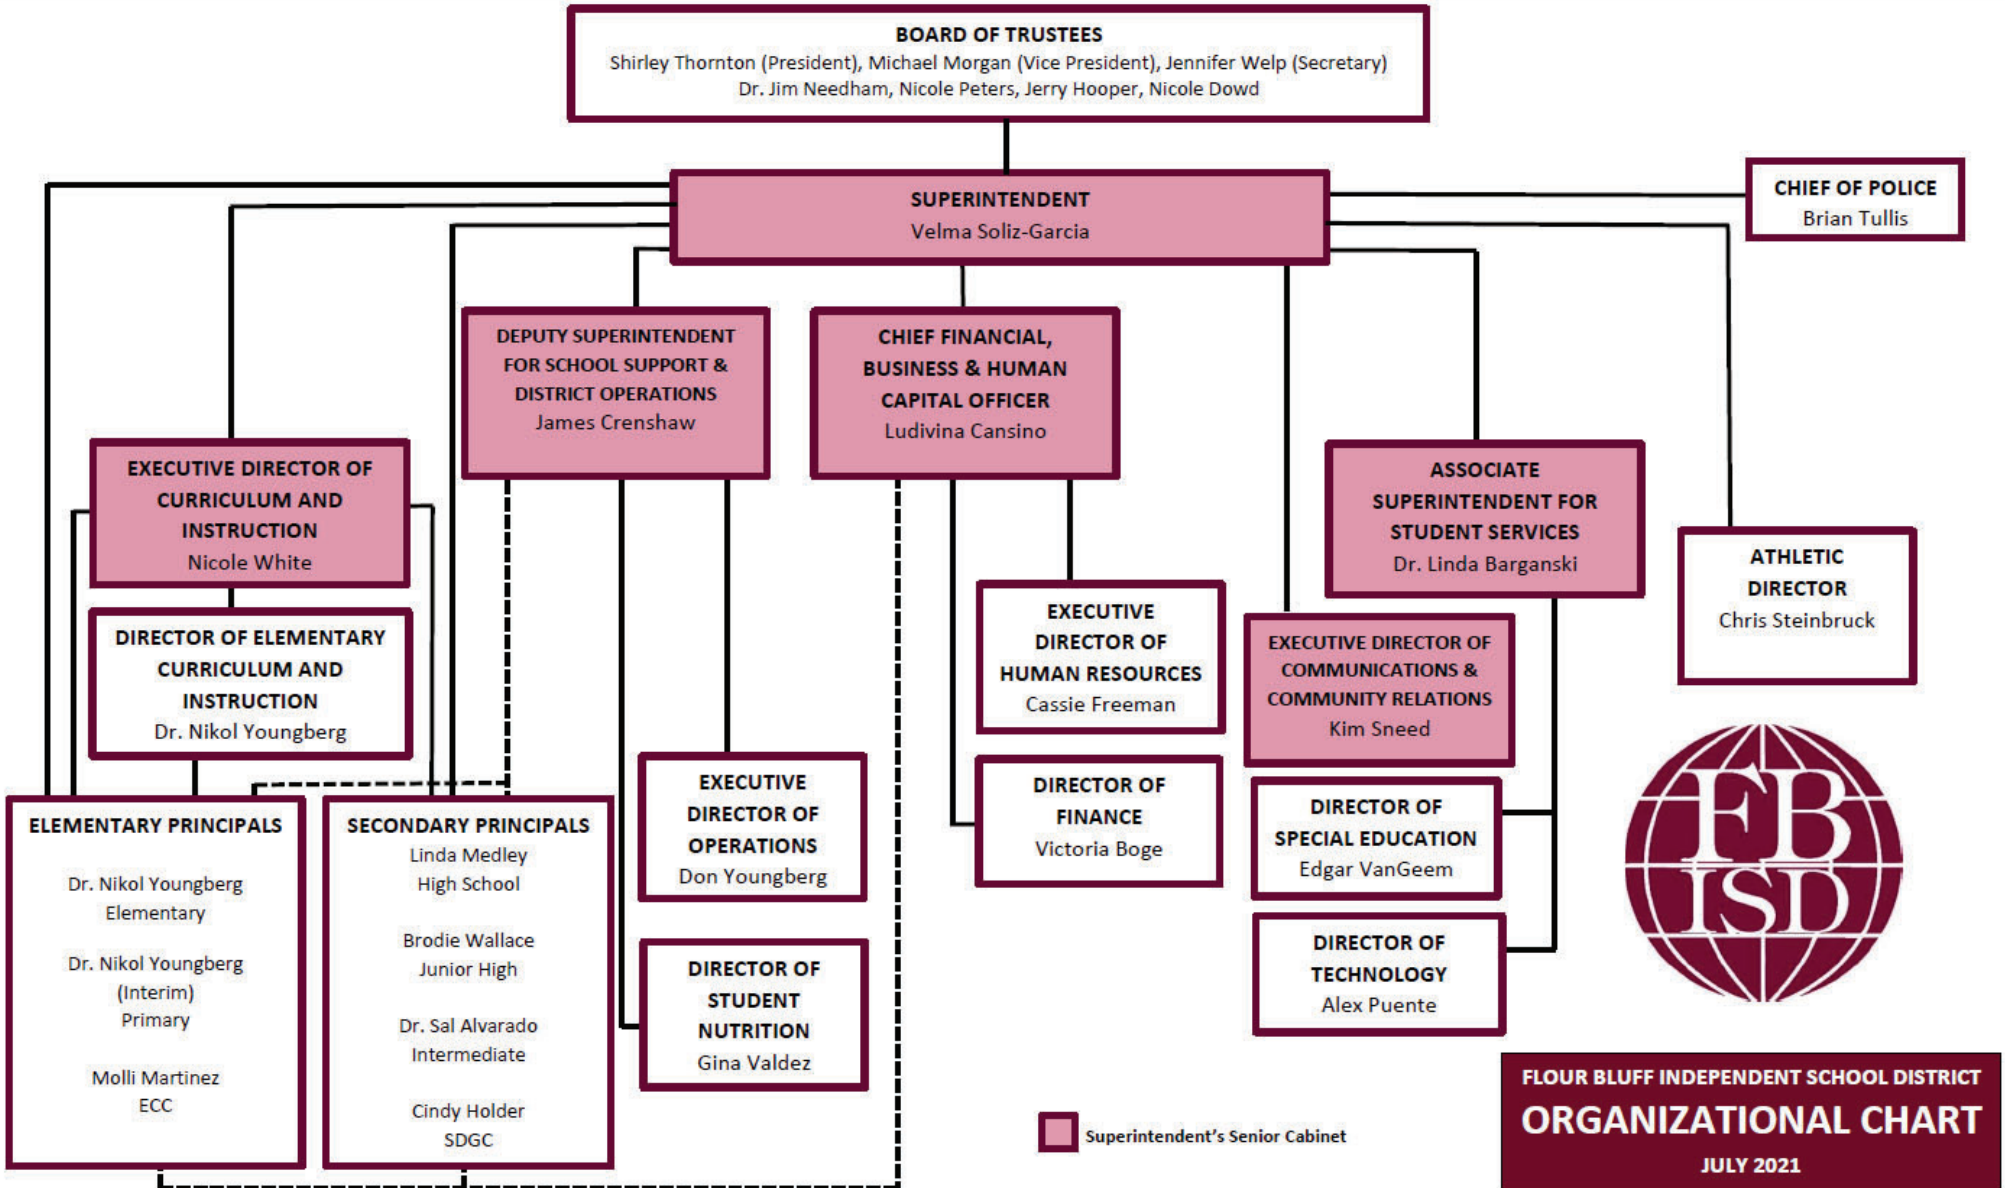 BOARD OF TRUSTEES
Shirley Thornton (President), Michael Morgan (Vice President), Jennifer Welp (Secretary)
Dr. Jim Needham, Nicole Peters, Jerry Hooper, Nicole Dowd
SUPERINTENDENT
Velma Soliz-Garcia
CHIEF OF POLICE
Brian Tullis
DEPUTY SUPERINTENDENT
FOR SCHOOL SUPPORT &
DISTRICT OPERATIONS
James Crenshaw
CHIEF FINANCIAL,
BUSINESS & HUMAN
CAPITAL OFFICER
Ludivina Cansino
EXECUTIVE DIRECTOR OF
CURRICULUM AND
INSTRUCTION
Nicole White
ASSOCIATE
SUPERINTENDENT FOR
STUDENT SERVICES
Dr. Linda Barganski
ATHLETIC
DIRECTOR
Chris Steinbruck
DIRECTOR OF ELEMENTARY
CURRICULUM AND
INSTRUCTION
Dr. Nikol Youngberg
EXECUTIVE
DIRECTOR OF
HUMAN RESOURCES
Cassie Freeman
EXECUTIVE DIRECTOR OF
COMMUNICATIONS &
COMMUNITY RELATIONS
Kim Sneed
ELEMENTARY PRINCIPALS
Dr. Nikol Youngberg
Elementary
Dr. Nikol Youngberg
(Interim)
Primary
Molli Martinez
ECC
SECONDARY PRINCIPALS
Linda Medley
High School
Brodie Wallace
Junior High
Dr. Sal Alvarado
Intermediate
Cindy Holder
SDGC
EXECUTIVE
DIRECTOR OF
OPERATIONS
Don Youngberg
DIRECTOR OF
FINANCE
Victoria Boge
DIRECTOR OF
SPECIAL EDUCATION
Edgar VanGeem
DIRECTOR OF
STUDENT
NUTRITION
Gina Valdez
DIRECTOR OF
TECHNOLOGY
Alex Puente
FB
ISD
Superintendent's Senior Cabinet
FLOUR BLUFF INDEPENDENT SCHOOL DISTRICT
ORGANIZATIONAL CHART
JULY 2021